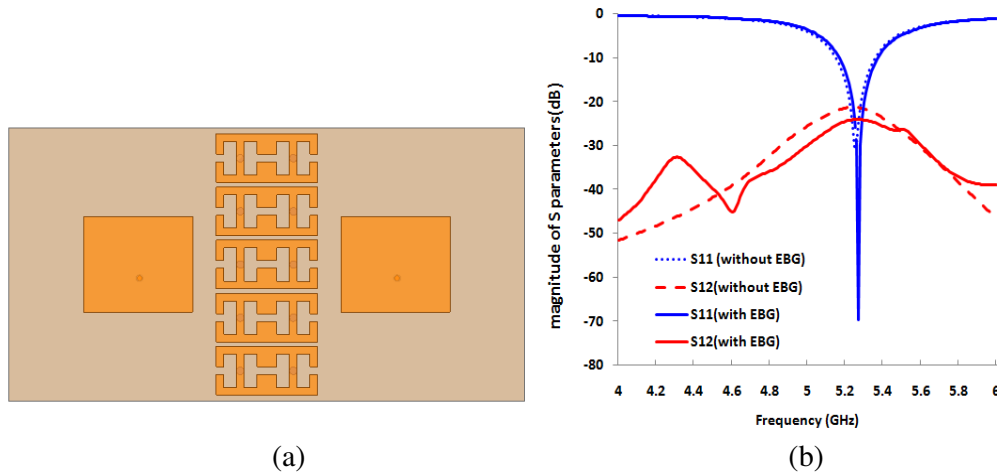 0
-10
-20
-30
-40
-50
-60
-70
-80
magnitude of S parameters(dB)
S11 (without EBG)
S12(without EBG)
S11(with EBG)
S12(with EBG)
4 4.2 4.4 4.6 4.8 5 5.2 5.4 5.6 5.8 6
Frequency (GHz)
(a) (b)